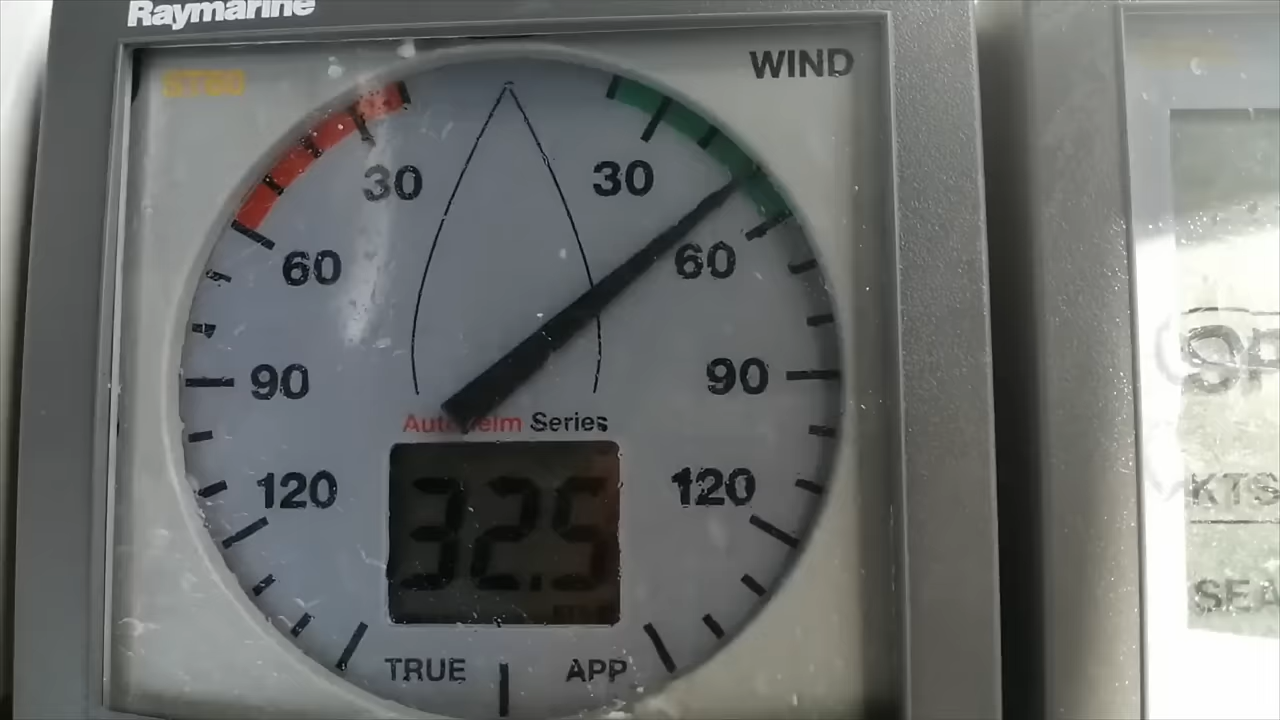 Raymarine
ST60
WIND
30
30
60
60
90
90
Autohelm Series
120
120
32.5
TRUE
APP
KTS
SEA